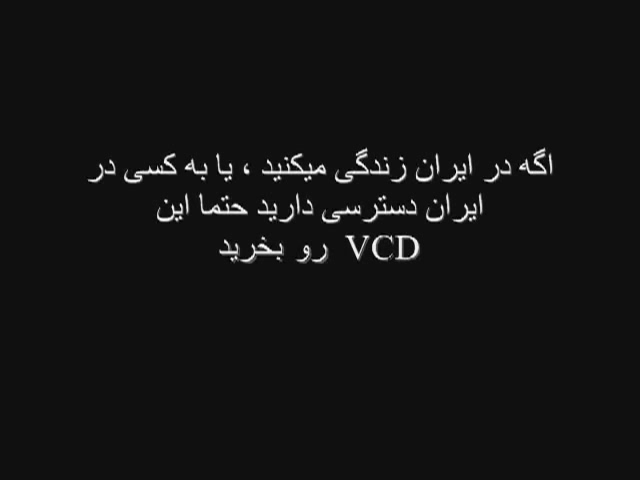 اگه در ایران زندگی میکنید ، یا به کسی در
ایران دسترسی دارید حتما این
VCD رو بخرید